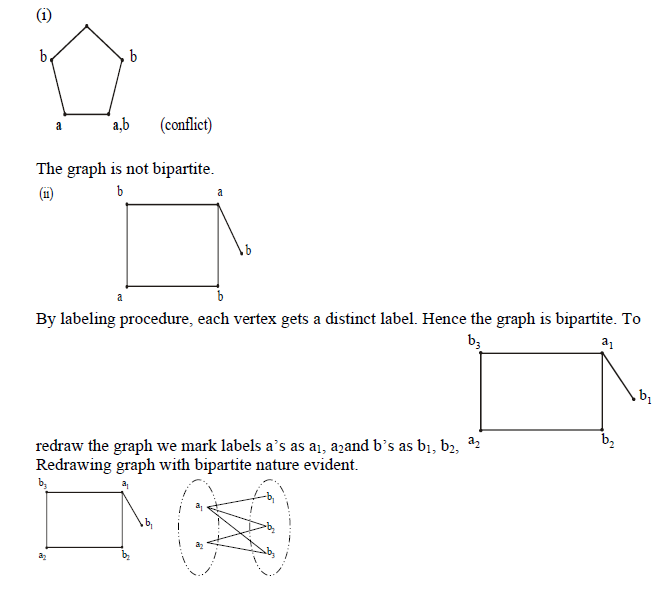 (i)
b b
a a,b (conflict)
The graph is not bipartite.
(ii) b a
b
a b
By labeling procedure, each vertex gets a distinct label. Hence the graph is bipartite. To
b₃ a₁
b₁
redraw the graph we mark labels a’s as a₁, a₂and b’s as b₁, b₂, a₂ b₂
Redrawing graph with bipartite nature evident.
b₃ a₁
b₁
a₂ b₂
a₁ b₁
b₂
a₂ b₃